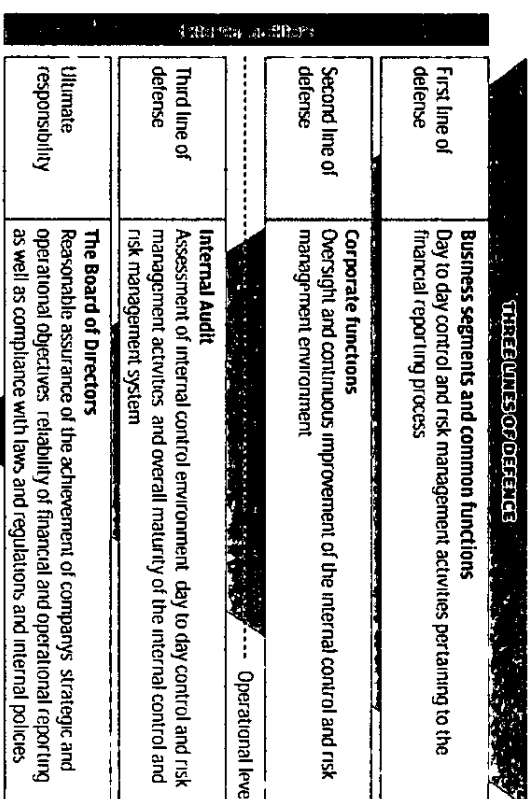 THREE LINES OF DEFENCE
First line of
defense
Business segments and common functions
Day to day control and risk management activities pertaining to the
financial reporting process
Second line of
defense
Corporate functions
Oversight and continuous improvement of the internal control and risk
management environment
Operational leve
Third line of
defense
Internal Audit
Assessment of internal control environment day to day control and risk
management activities and overall maturity of the internal control and
risk management system
Ultimate
responsibility
The Board of Directors
Reasonable assurance of the achievement of companys strategic and
operational objectives reliability of financial and operational reporting
as well as compliance with laws and regulations and internal policies